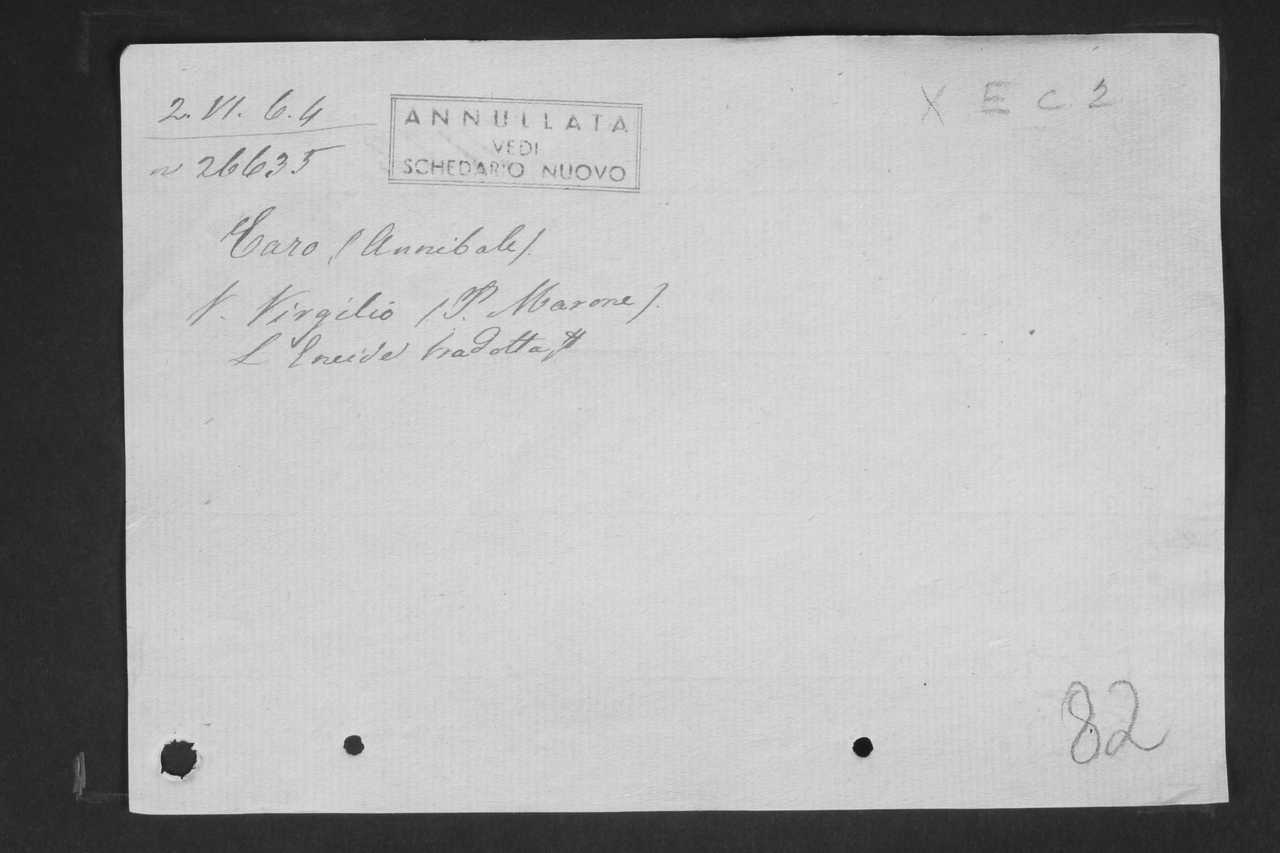 2. VI. 6. 4
n 26635
ANNULLATA
VEDI
SCHEDARIO NUOVO
X E C 2
Caro (Annibale).
V. Virgilio (P. Marone).
L'Eneide tradotta
82